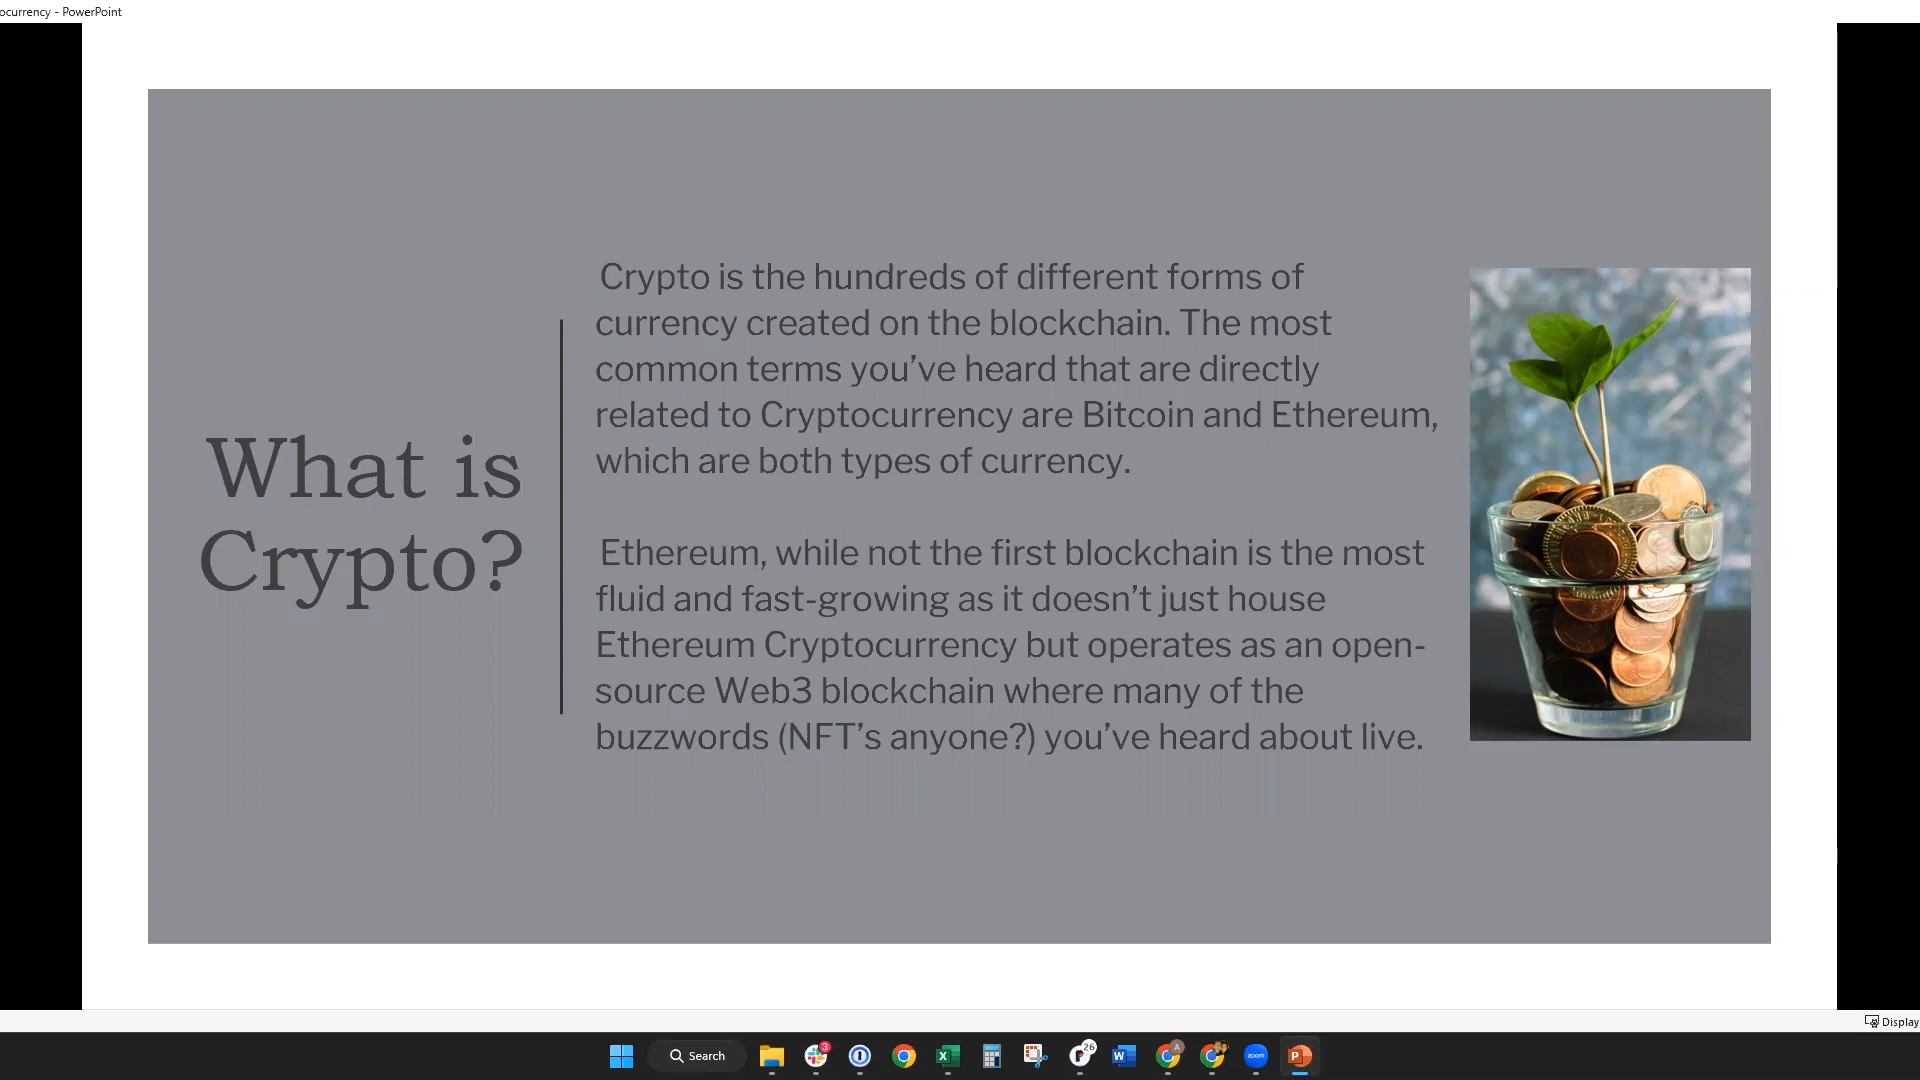 ocurrency - PowerPoint
What is
Crypto?
Crypto is the hundreds of different forms of
currency created on the blockchain. The most
common terms you’ve heard that are directly
related to Cryptocurrency are Bitcoin and Ethereum,
which are both types of currency.
Ethereum, while not the first blockchain is the most
fluid and fast-growing as it doesn’t just house
Ethereum Cryptocurrency but operates as an open-
source Web3 blockchain where many of the
buzzwords (NFT’s anyone?) you’ve heard about live.
Display
Search
3
26
A
zoom